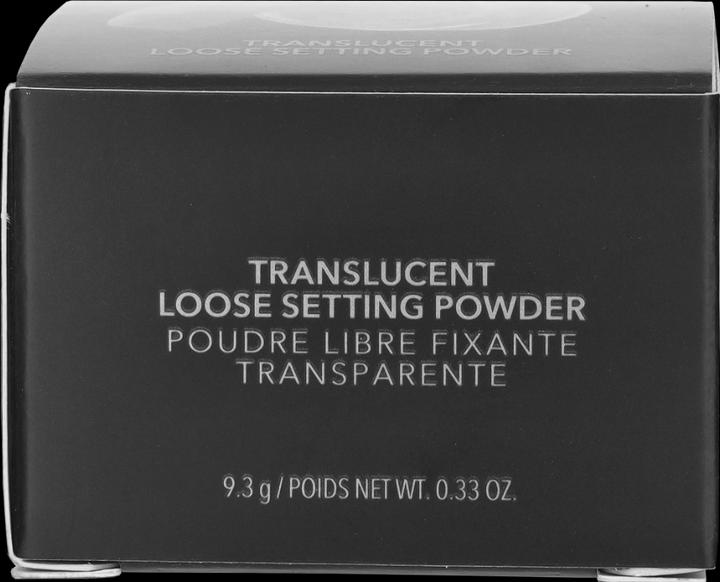 TRANSLUCENT
LOOSE SETTING POWDER
TRANSLUCENT
LOOSE SETTING POWDER
POUDRE LIBRE FIXANTE
TRANSPARENTE
9.3 g / POIDS NET WT. 0.33 OZ.